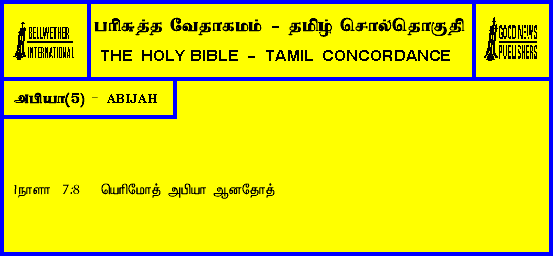 BELLWETHER
INTERNATIONAL
பரிசுத்த வேதாகமம் - தமிழ் சொல்தொகுதி
THE HOLY BIBLE - TAMIL CONCORDANCE
GOOD NEWS
PUBLISHERS
அபியா(5) - ABIJAH
1நாளா 7:8 யெரிமோத் அபியா ஆனதோத்